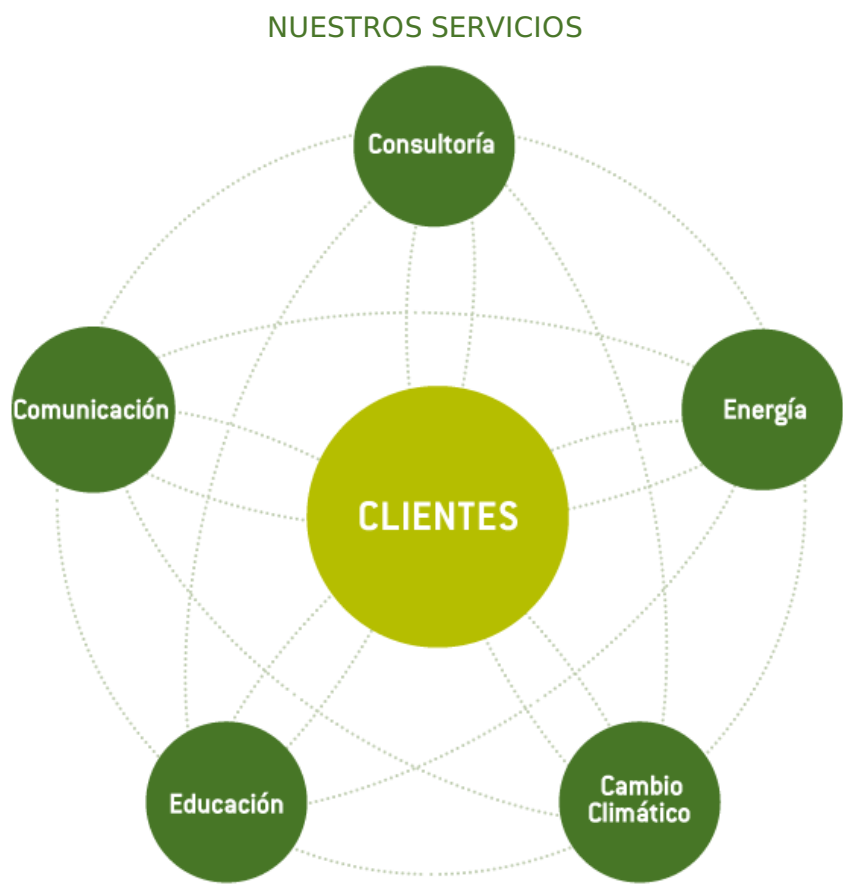 NUESTROS SERVICIOS
Consultoría
Comunicación
Energía
CLIENTES
Educación
Cambio
Climático